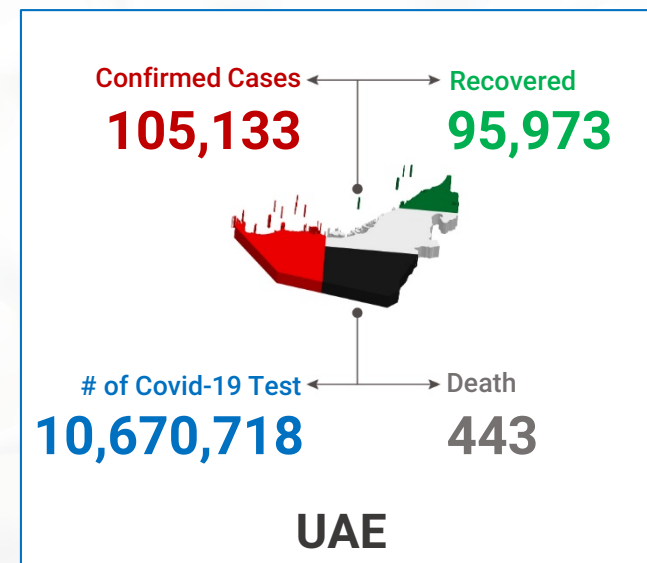 Confirmed Cases
105,133
Recovered
95,973
# of Covid-19 Test
10,670,718
Death
443
UAE